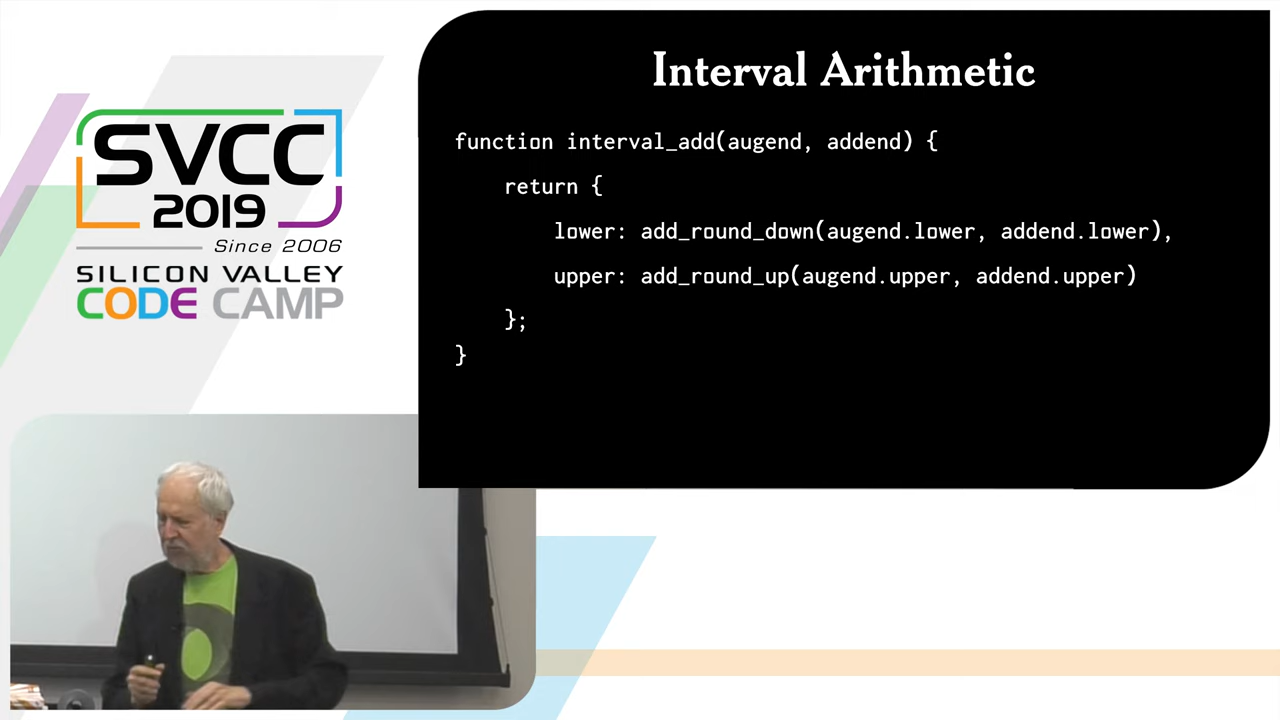 SVCC
2019
Since 2006
SILICON VALLEY
CODE CAMP
Interval Arithmetic
function interval_add(augend, addend) {
    return {
        lower: add_round_down(augend.lower, addend.lower),
        upper: add_round_up(augend.upper, addend.upper)
    };
}